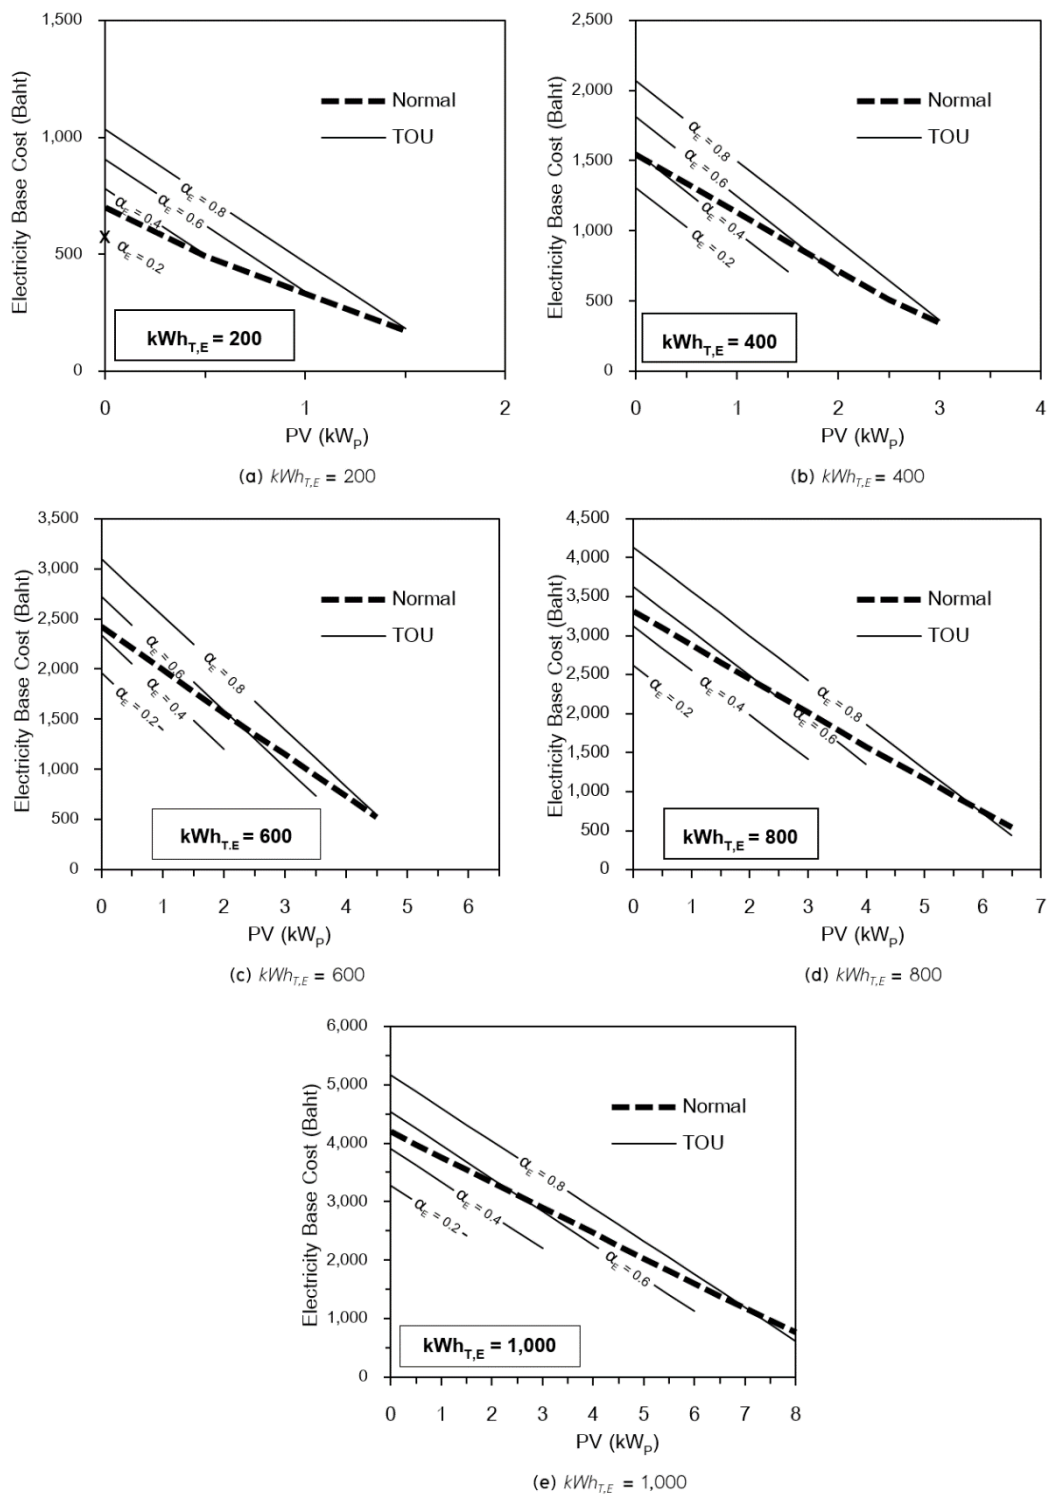 1,500
1,000
500
0
Electricity Base Cost (Baht)
Normal
TOU
αE = 0.8
αE = 0.6
αE = 0.4
αE = 0.2
x
kWhT,E = 200
0 1 2
PV (kWP)
(a) kWhT,E = 200
2,500
2,000
1,500
1,000
500
0
Electricity Base Cost (Baht)
Normal
TOU
αE = 0.8
αE = 0.6
αE = 0.4
αE = 0.2
kWhT,E = 400
0 1 2 3 4
PV (kWP)
(b) kWhT,E = 400
3,500
3,000
2,500
2,000
1,500
1,000
500
0
Electricity Base Cost (Baht)
Normal
TOU
αE = 0.6
αE = 0.8
αE = 0.4
αE = 0.2
kWhT.E = 600
0 1 2 3 4 5 6
PV (kWP)
(c) kWhT,E = 600
4,500
4,000
3,500
3,000
2,500
2,000
1,500
1,000
500
0
Electricity Base Cost (Baht)
Normal
TOU
αE = 0.2
αE = 0.4
αE = 0.8
αE = 0.6
kWhT,E = 800
0 1 2 3 4 5 6 7
PV (kWP)
(d) kWhT,E = 800
6,000
5,000
4,000
3,000
2,000
1,000
0
Electricity Base Cost (Baht)
Normal
TOU
αE = 0.8
αE = 0.4
αE = 0.2
αE = 0.6
kWhT,E = 1,000
0 1 2 3 4 5 6 7 8
PV (kWP)
(e) kWhT,E = 1,000